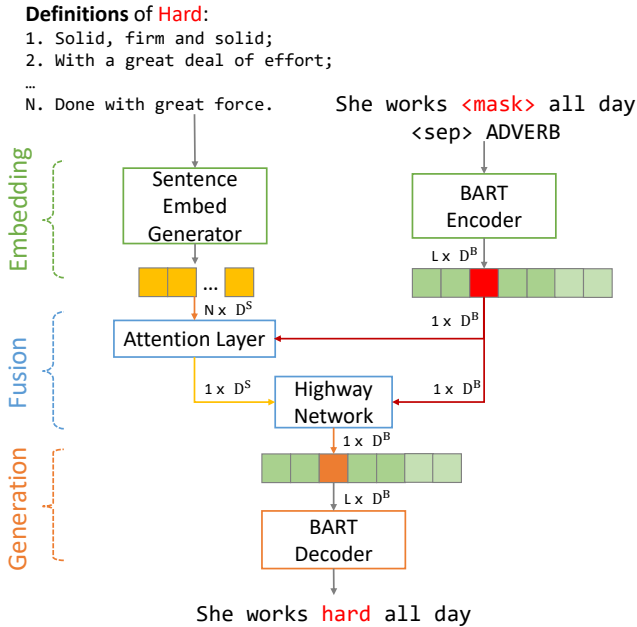 Definitions of Hard:
1. Solid, firm and solid;
2. With a great deal of effort;
…
N. Done with great force.
She works <mask> all day
<sep> ADVERB
Embedding
Sentence
Embed
Generator
BART
Encoder
L x D^B
...
N x D^S
1 x D^B
Fusion
Attention Layer
1 x D^S
1 x D^B
Highway
Network
1 x D^B
Generation
L x D^B
BART
Decoder
She works hard all day